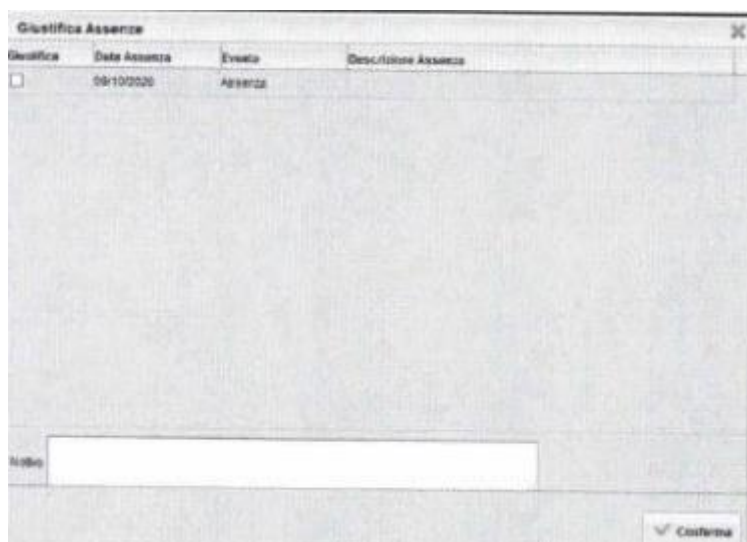 Giustifica Assenze
Giustifica Data Assenza Evento Descrizione Assenza
09/10/2020 Assenza
Motivo
Conferma